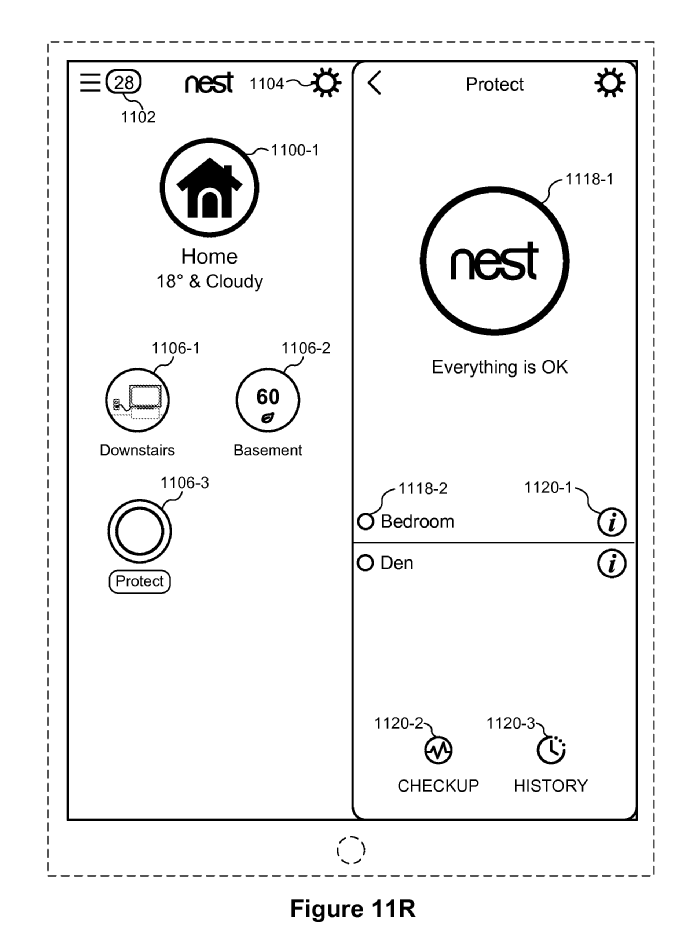 28
nest
1104
1102
1100-1
Home
18° & Cloudy
1106-1
1106-2
60
Downstairs
Basement
1106-3
Protect
Protect
1118-1
nest
Everything is OK
1118-2
1120-1
Bedroom
i
Den
i
1120-2
1120-3
CHECKUP
HISTORY
Figure 11R